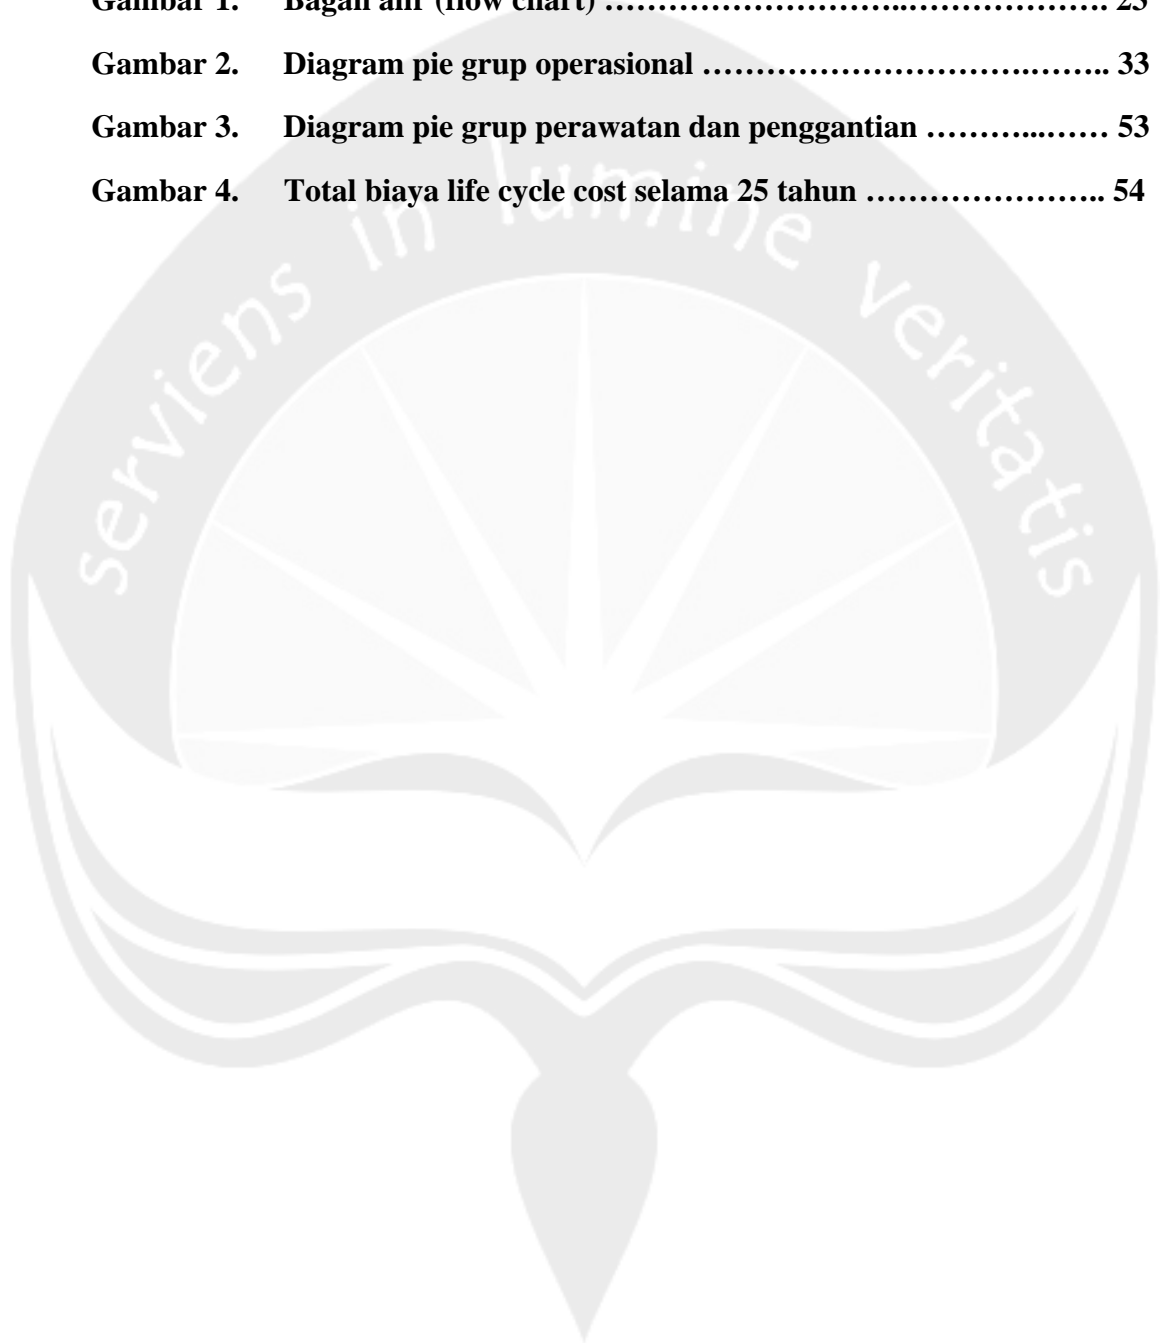 Gambar 1. Bagan alir (flow chart) ……………………………...………………. 25
Gambar 2. Diagram pie grup operasional ………………………….…….. 33
Gambar 3. Diagram pie grup perawatan dan penggantian ………...…… 53
Gambar 4. Total biaya life cycle cost selama 25 tahun ………………….. 54
serviens in lumine veritatis